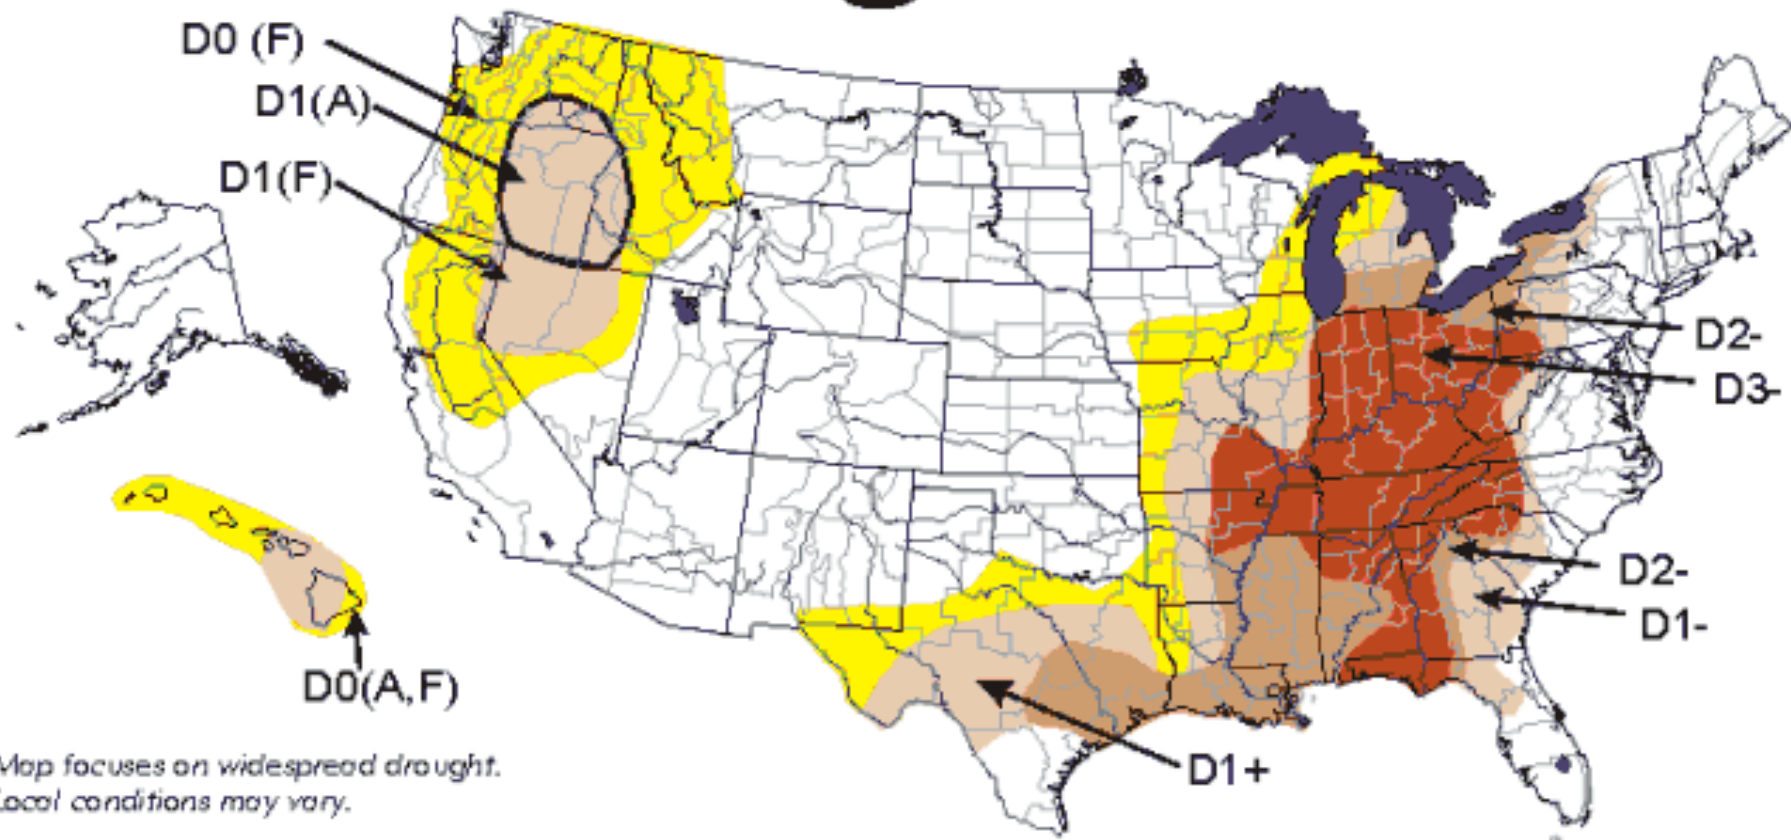 D0 (F)
D1(A)
D1(F)
D2-
D3-
D2-
D1-
D0(A,F)
D1+
Map focuses on widespread drought.
Local conditions may vary.